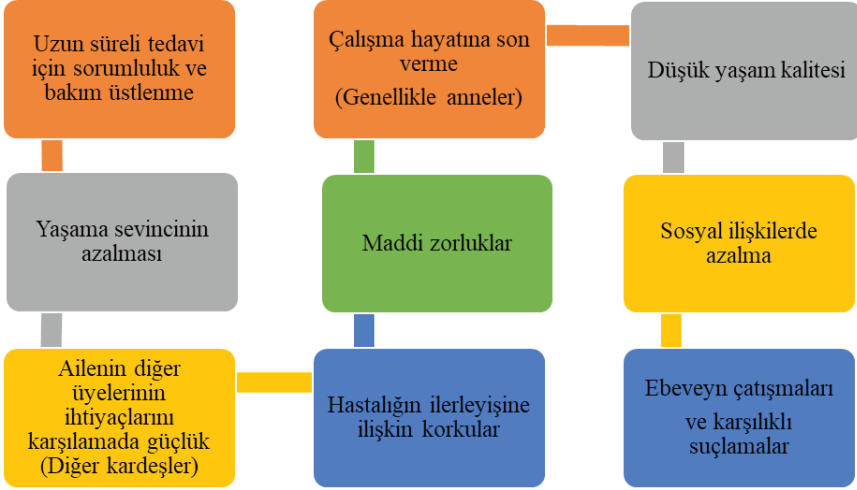 Uzun süreli tedavi
için sorumluluk ve
bakım üstlenme
Yaşama sevincinin
azalması
Ailenin diğer
üyelerinin
ihtiyaçlarını
karşılamada güçlük
(Diğer kardeşler)
Hastalığın ilerleyişine
ilişkin korkular
Maddi zorluklar
Çalışma hayatına son
verme
(Genellikle anneler)
Düşük yaşam kalitesi
Sosyal ilişkilerde
azalma
Ebeveyn çatışmaları
ve karşılıklı
suçlamalar